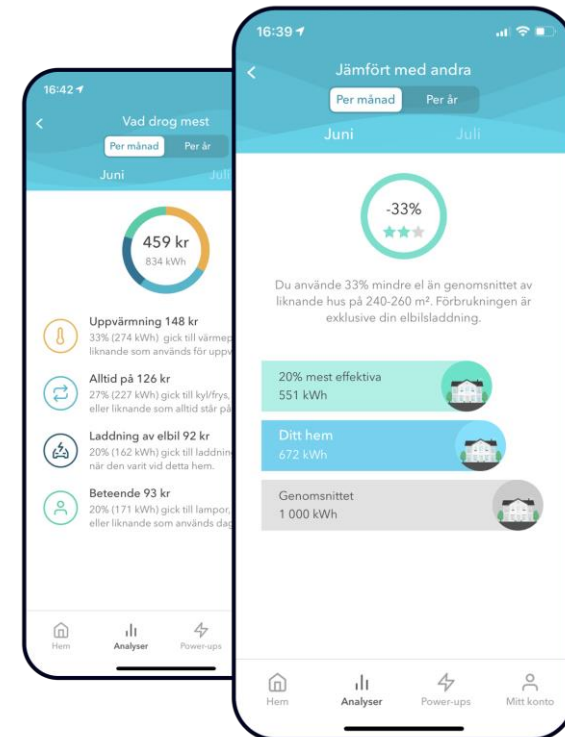 16:42
Vad drog mest
Per månad Per år
Juni Juli
459 kr
834 kWh
Uppvärmning 148 kr
33% (274 kWh) gick till
liknande som används för
Alltid på 126 kr
27% (227 kWh) gick till kyl/frys,
eller liknande som alltid står på
Laddning av elbil 92 kr
20% (162 kWh) gick till
när den varit vid detta hem.
Beteende 93 kr
20% (171 kWh) gick till lampor,
eller liknande som används
Hem Analyser Power-ups
16:39
Jämfört med andra
Per månad Per år
Juni Juli
-33%
Du använde 33% mindre el än genomsnittet av
liknande hus på 240-260 m². Förbrukningen är
exklusive din elbilsladdning.
20% mest effektiva
551 kWh
Ditt hem
672 kWh
Genomsnittet
1 000 kWh
Hem Analyser Power-ups Mitt konto